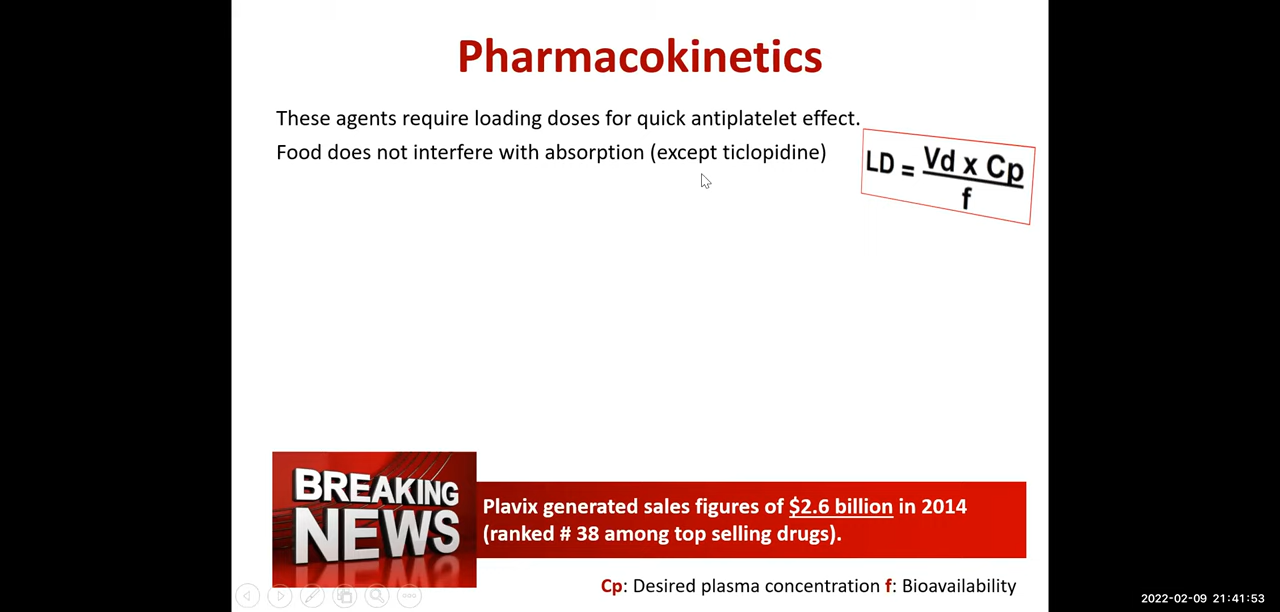 Pharmacokinetics
These agents require loading doses for quick antiplatelet effect.
Food does not interfere with absorption (except ticlopidine)
LD = Vd x Cp
f
BREAKING
NEWS
Plavix generated sales figures of $2.6 billion in 2014
(ranked # 38 among top selling drugs).
Cp: Desired plasma concentration f: Bioavailability
2022-02-09 21:41:53